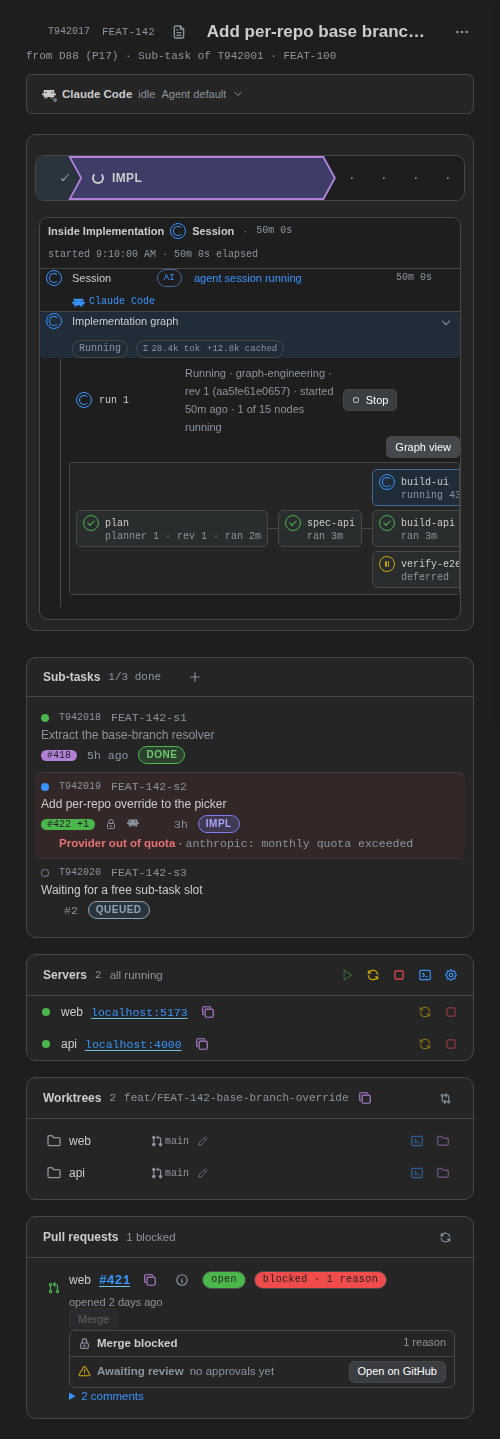 T942017 FEAT-142 Add per-repo base branc…
from D88 (P17) · Sub-task of T942001 · FEAT-100
Claude Code idle Agent default
IMPL
Inside Implementation Session · 50m 0s
started 9:10:00 AM · 50m 0s elapsed
Session AI agent session running 50m 0s
Claude Code
Implementation graph
Running Σ 28.4k tok +12.8k cached
run 1
Running · graph-engineering ·
rev 1 (aa5fe61e0657) · started
50m ago · 1 of 15 nodes
running
Stop
Graph view
build-ui
running 43
plan
planner 1 · rev 1 · ran 2m
spec-api
ran 3m
build-api
ran 3m
verify-e2e
deferred
Sub-tasks 1/3 done
T942018 FEAT-142-s1
Extract the base-branch resolver
#418 5h ago DONE
T942019 FEAT-142-s2
Add per-repo override to the picker
#422 +1 3h IMPL
Provider out of quota · anthropic: monthly quota exceeded
T942020 FEAT-142-s3
Waiting for a free sub-task slot
#2 QUEUED
Servers 2 all running
web localhost:5173
api localhost:4000
Worktrees 2 feat/FEAT-142-base-branch-override
web main
api main
Pull requests 1 blocked
web #421 open blocked · 1 reason
opened 2 days ago
Merge
Merge blocked 1 reason
Awaiting review no approvals yet Open on GitHub
2 comments